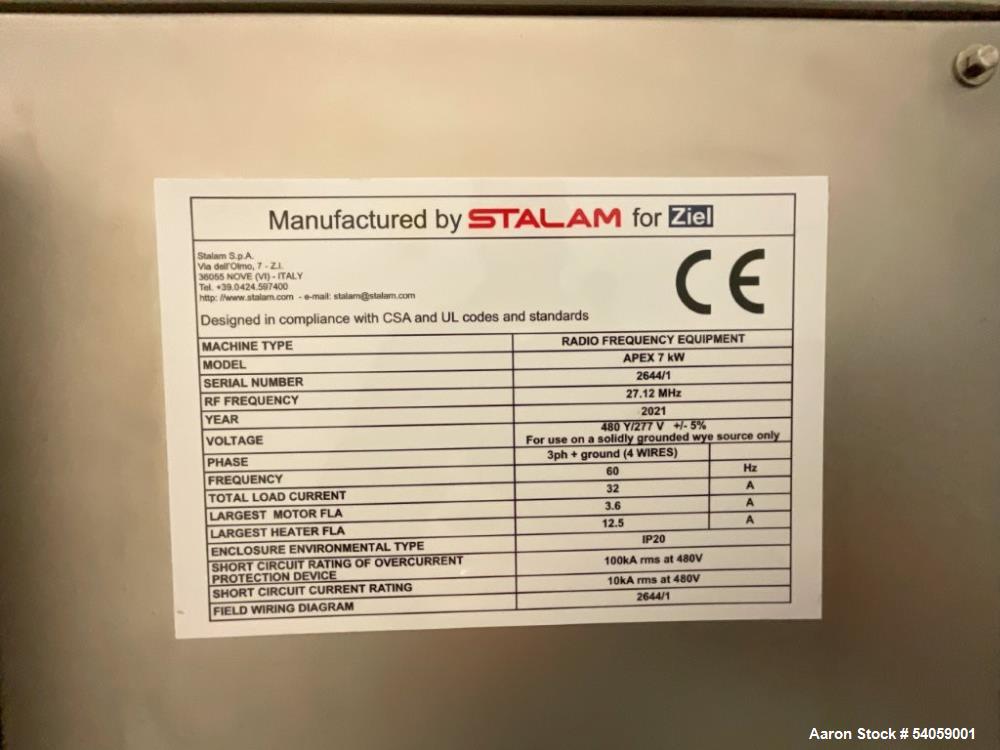 Manufactured by STALAM for Ziel
Stalam S.p.A.
Via dell'Olmo, 7 - Z.I.
36055 NOVE (VI) - ITALY
Tel. +39.0424.597400
http: //www.stalam.com - e-mail: stalam@stalam.com
CE
Designed in compliance with CSA and UL codes and standards
MACHINE TYPE RADIO FREQUENCY EQUIPMENT
MODEL APEX 7 kW
SERIAL NUMBER 2644/1
RF FREQUENCY 27.12 MHz
YEAR 2021
VOLTAGE 480 Y/277 V +/- 5%
For use on a solidly grounded wye source only
PHASE 3ph + ground (4 WIRES)
FREQUENCY 60 Hz
TOTAL LOAD CURRENT 32 A
LARGEST MOTOR FLA 3.6 A
LARGEST HEATER FLA 12.5 A
ENCLOSURE ENVIRONMENTAL TYPE IP20
SHORT CIRCUIT RATING OF OVERCURRENT
PROTECTION DEVICE 100kA rms at 480V
SHORT CIRCUIT CURRENT RATING 10kA rms at 480V
FIELD WIRING DIAGRAM 2644/1
Aaron Stock # 54059001